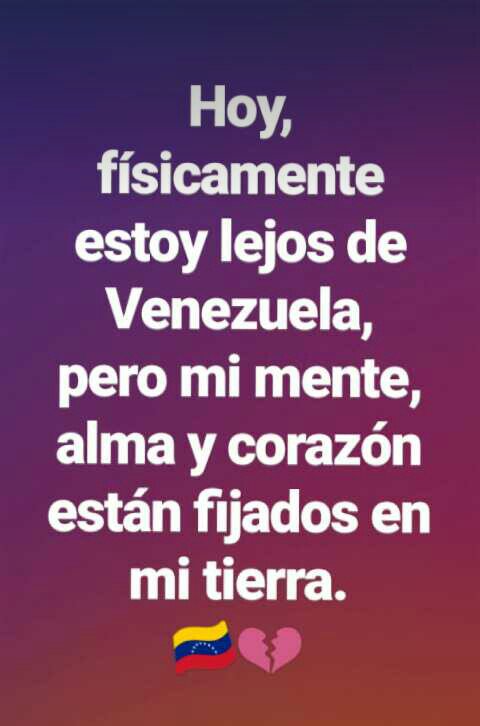 Hoy,
físicamente
estoy lejos de
Venezuela,
pero mi mente,
alma y corazón
están fijados en
mi tierra.
🇻🇪💔